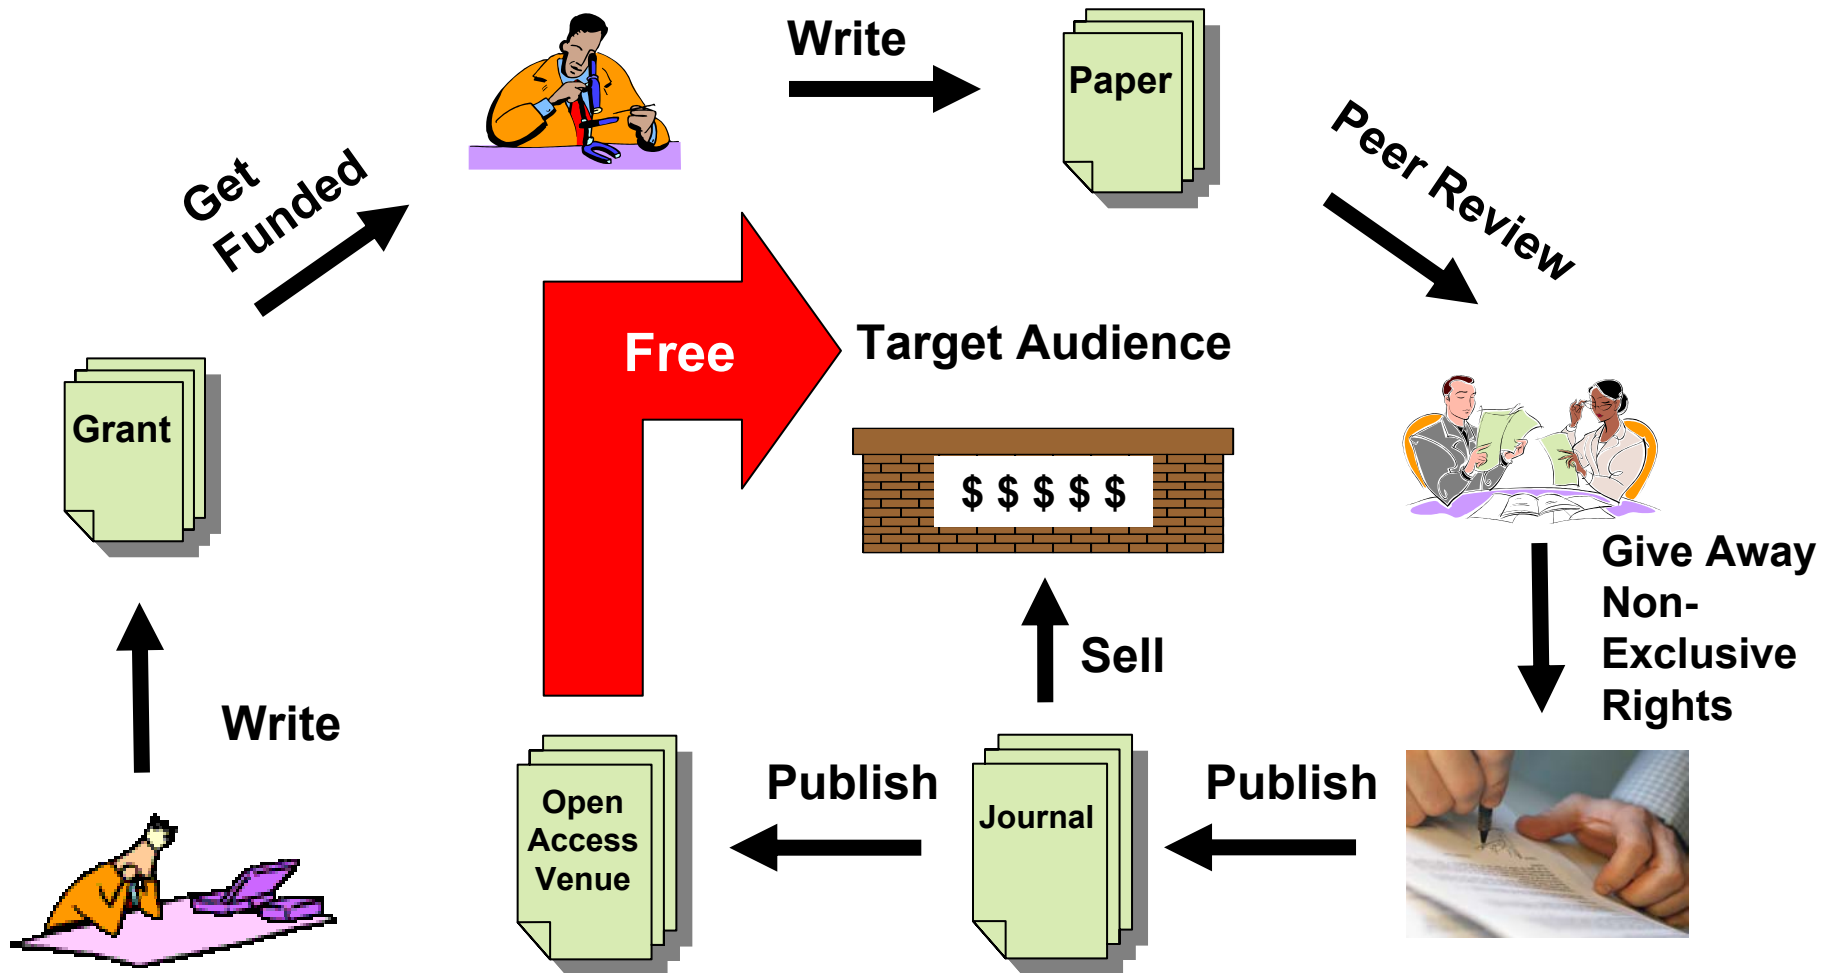 Write
Paper
Peer Review
Get
Funded
Free
Target Audience
Grant
$ $ $ $ $
Give Away
Non-
Exclusive
Rights
Sell
Write
Publish
Publish
Open
Access
Venue
Journal